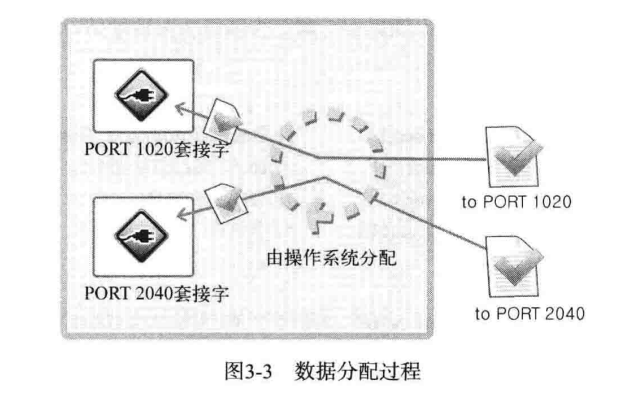 PORT 1020套接字
to PORT 1020
由操作系统分配
PORT 2040套接字
to PORT 2040
图3-3 数据分配过程